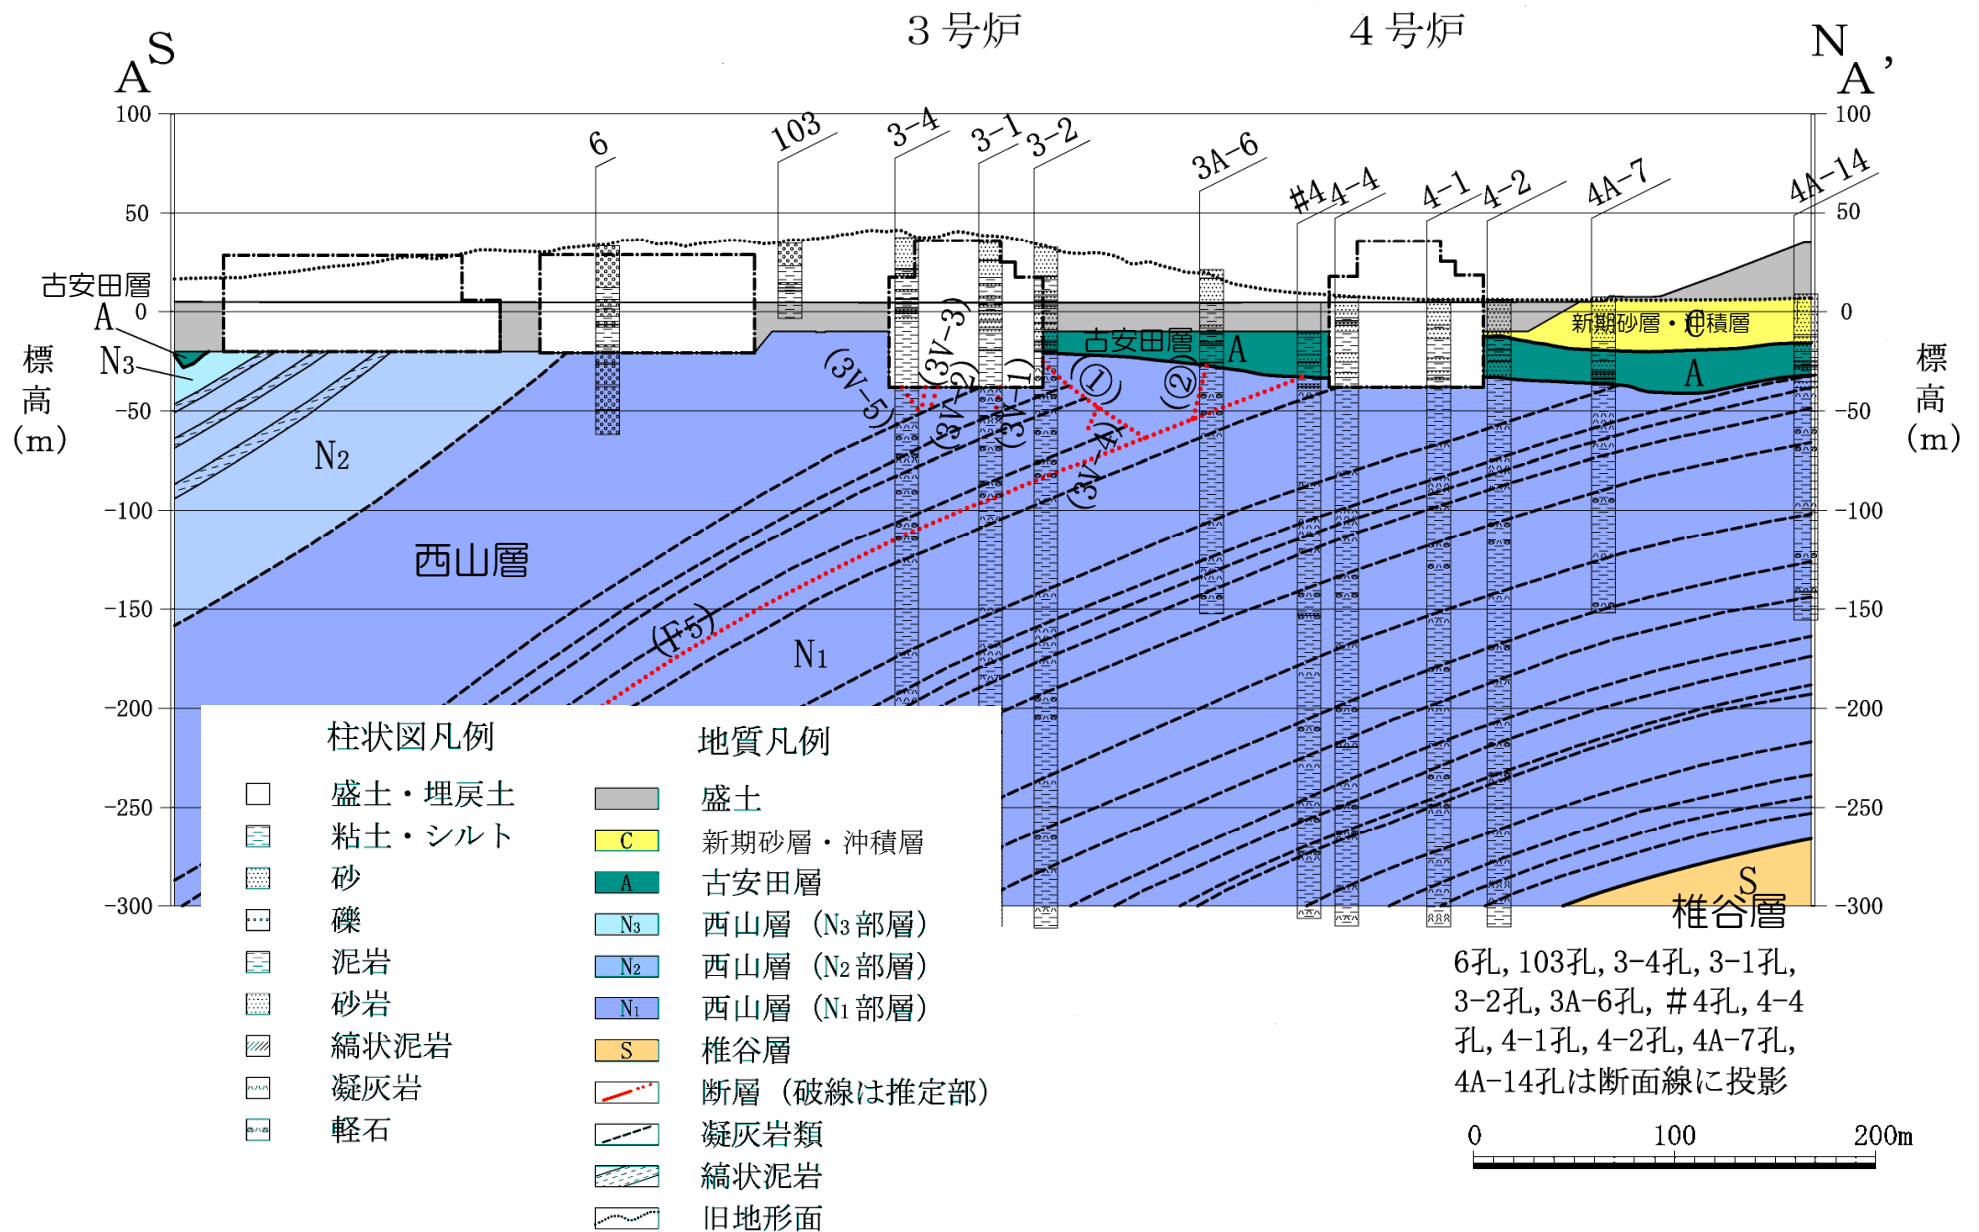 3号炉 4号炉
S N
A A’
100 100
50 50
0 0
-50 -50
-100 -100
-150 -150
-200 -200
-250 -250
-300 -300
標高(m)
標高(m)
6
103
3-4
3-1
3-2
3A-6
#4
4-4
4-1
4-2
4A-7
4A-14
古安田層
A
N3
N2
西山層
N1
(F5)
(3V-5)
(3V-3)
(3V-2)
(3V-1)
(①)
(3V-4)
(②)
古安田層 A
新期砂層・沖積層
C
A
S
椎谷層
柱状図凡例
盛土・埋戻土
粘土・シルト
砂
礫
泥岩
砂岩
縞状泥岩
凝灰岩
軽石
地質凡例
盛土
C 新期砂層・沖積層
A 古安田層
N3 西山層 (N3部層)
N2 西山層 (N2部層)
N1 西山層 (N1部層)
S 椎谷層
断層 (破線は推定部)
凝灰岩類
縞状泥岩
旧地形面
6孔, 103孔, 3-4孔, 3-1孔,
3-2孔, 3A-6孔, #4孔, 4-4
孔, 4-1孔, 4-2孔, 4A-7孔,
4A-14孔は断面線に投影
0 100 200m